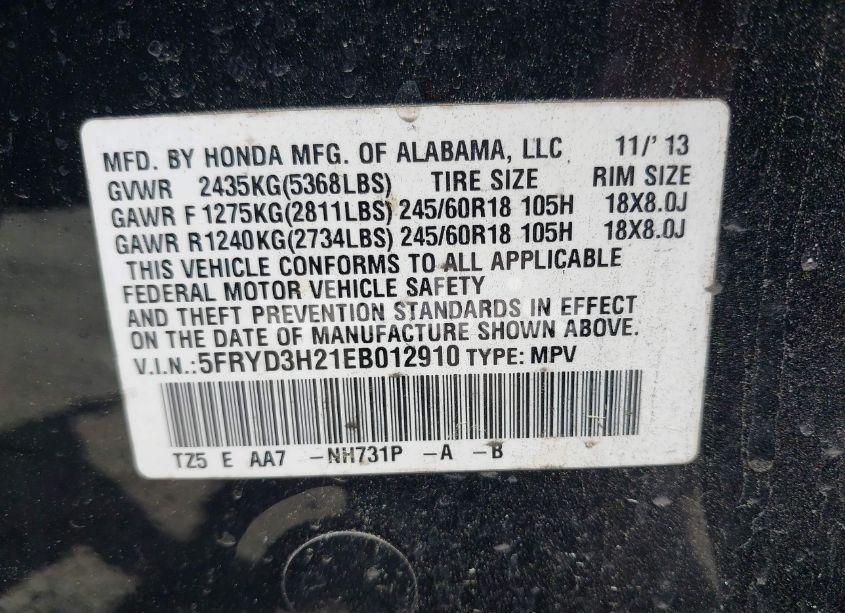 MFD. BY HONDA MFG. OF ALABAMA, LLC 11/' 13
GVWR 2435KG(5368LBS) TIRE SIZE RIM SIZE
GAWR F 1275KG(2811LBS) 245/60R18 105H 18X8.0J
GAWR R1240KG(2734LBS) 245/60R18 105H 18X8.0J
THIS VEHICLE CONFORMS TO ALL APPLICABLE
FEDERAL MOTOR VEHICLE SAFETY
AND THEFT PREVENTION STANDARDS IN EFFECT
ON THE DATE OF MANUFACTURE SHOWN ABOVE.
V.I.N.:5FRYD3H21EB012910 TYPE: MPV
TZ5 E AA7 -NH731P -A -B